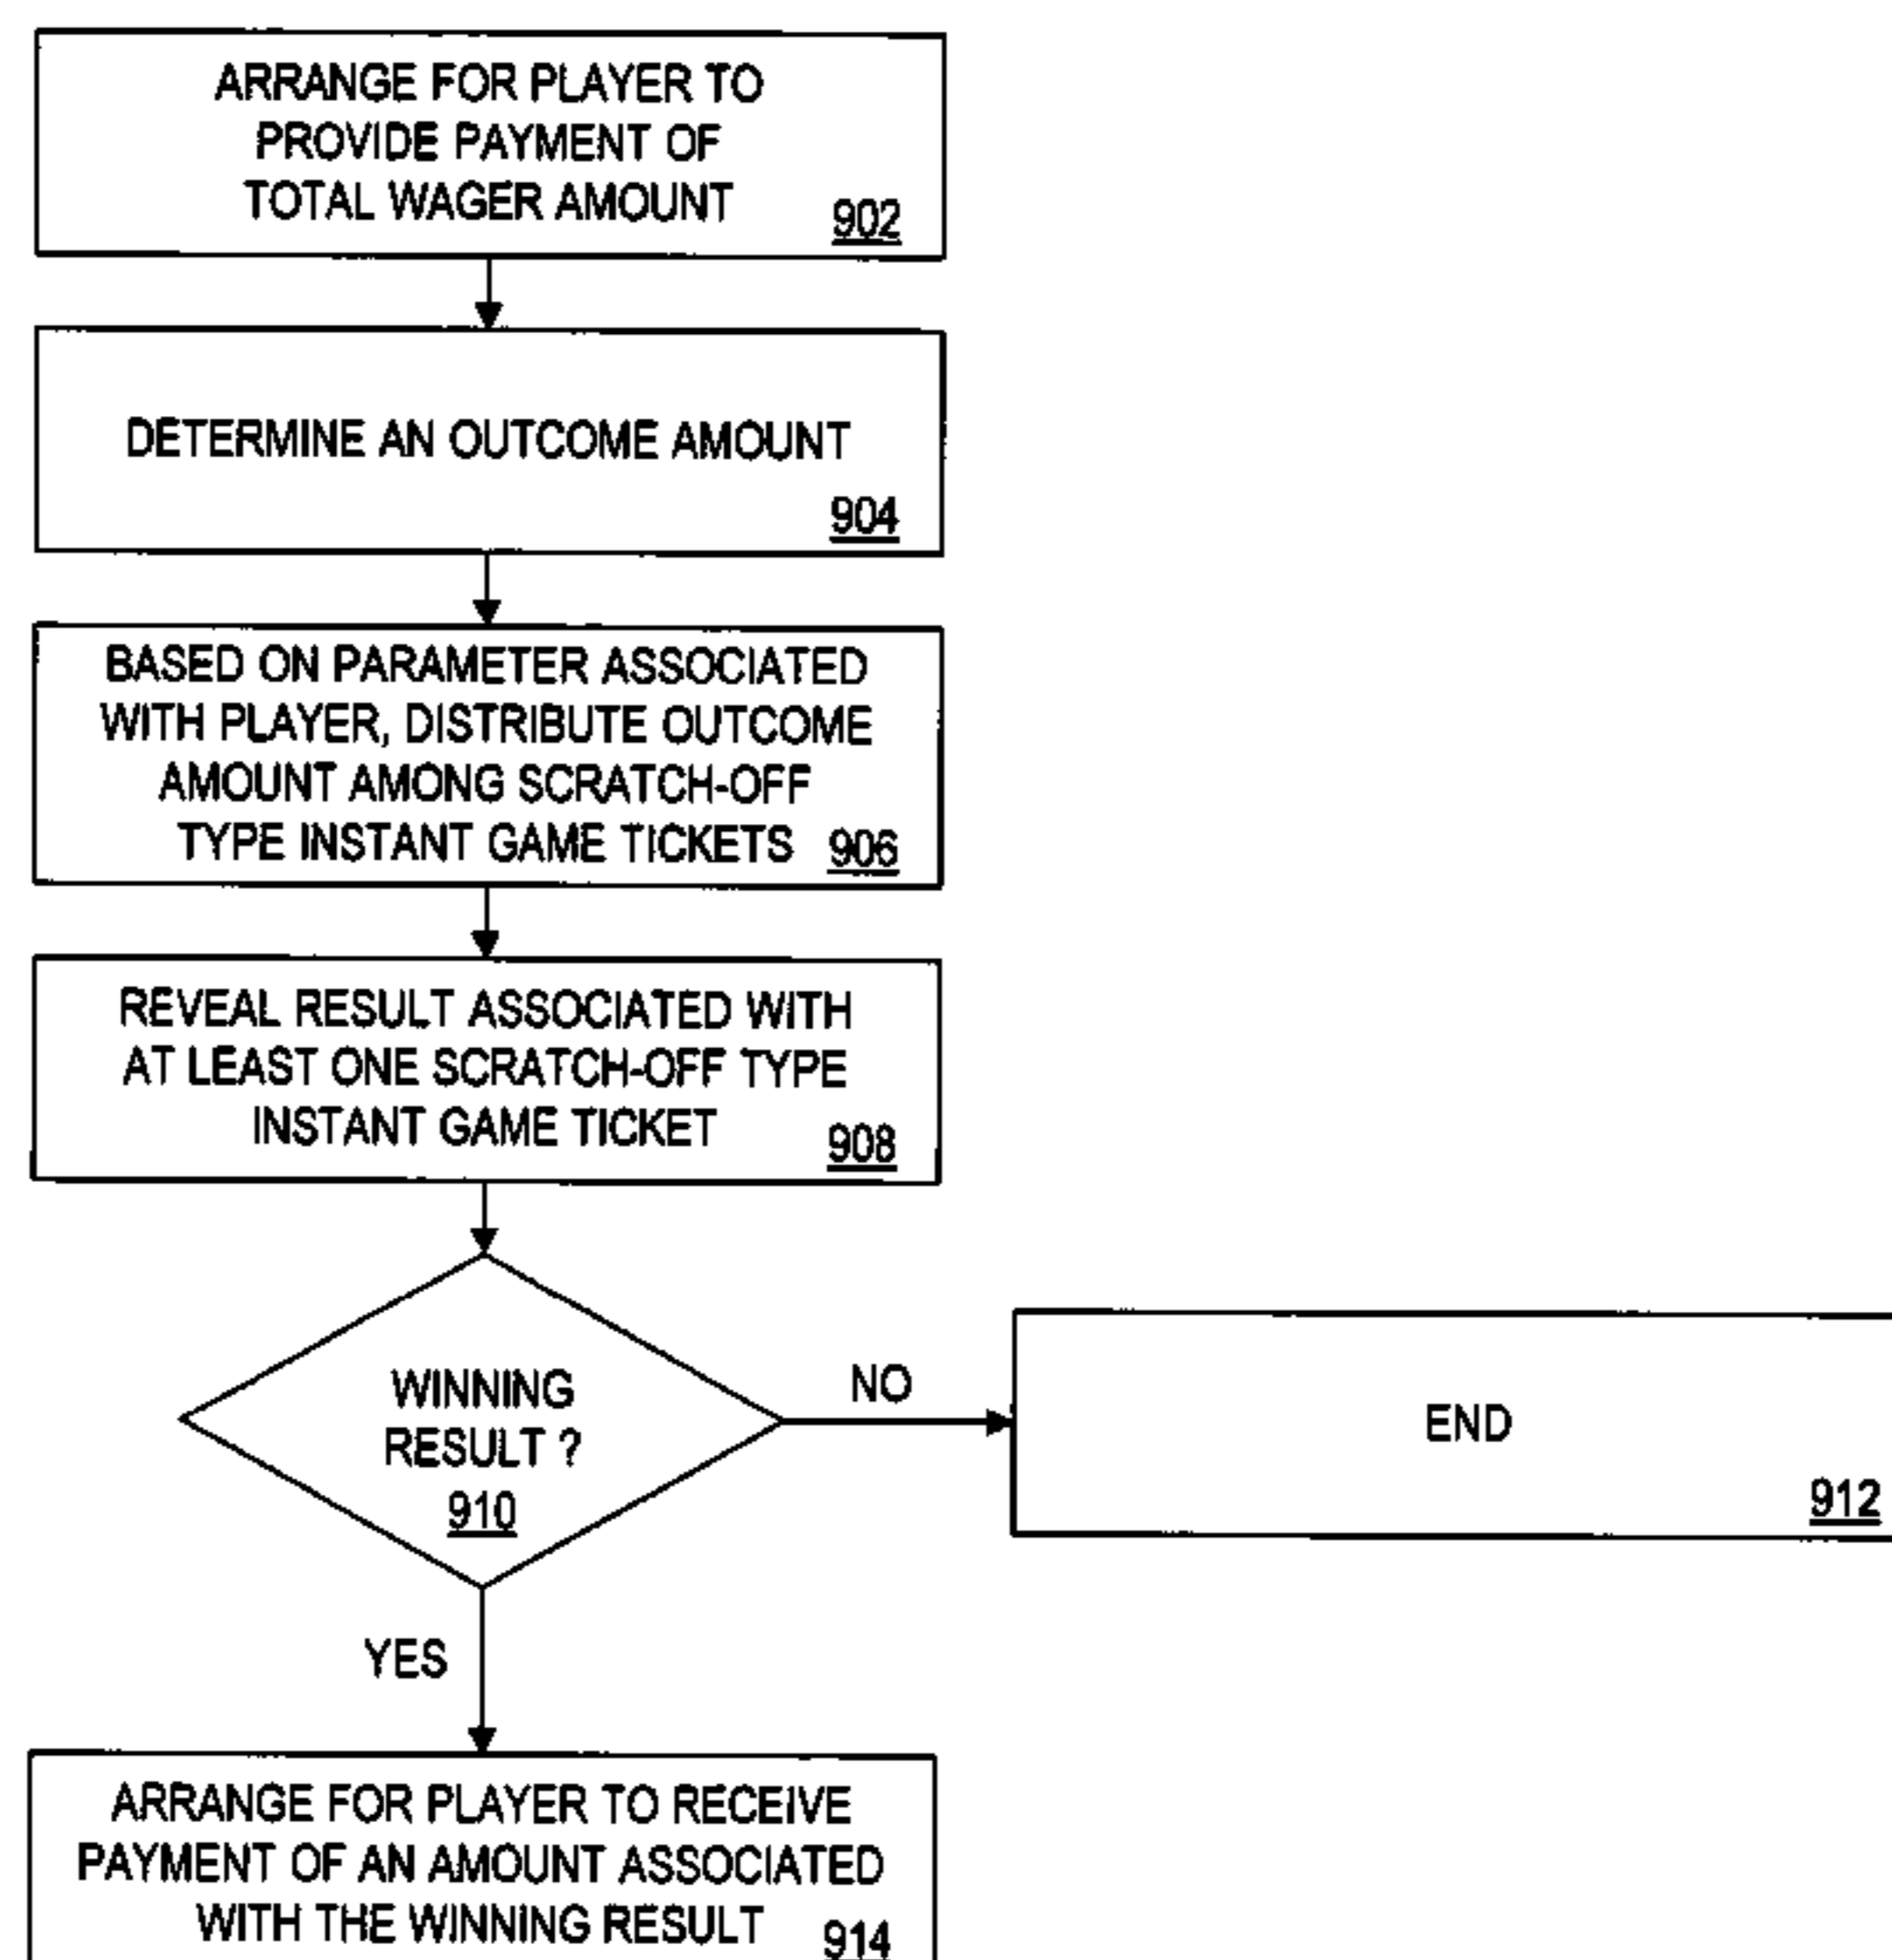 ARRANGE FOR PLAYER TO
PROVIDE PAYMENT OF
TOTAL WAGER AMOUNT
902
DETERMINE AN OUTCOME AMOUNT
904
BASED ON PARAMETER ASSOCIATED
WITH PLAYER, DISTRIBUTE OUTCOME
AMOUNT AMONG SCRATCH-OFF
TYPE INSTANT GAME TICKETS
906
REVEAL RESULT ASSOCIATED WITH
AT LEAST ONE SCRATCH-OFF TYPE
INSTANT GAME TICKET
908
WINNING
RESULT ?
910
NO
END
912
YES
ARRANGE FOR PLAYER TO RECEIVE
PAYMENT OF AN AMOUNT ASSOCIATED
WITH THE WINNING RESULT
914